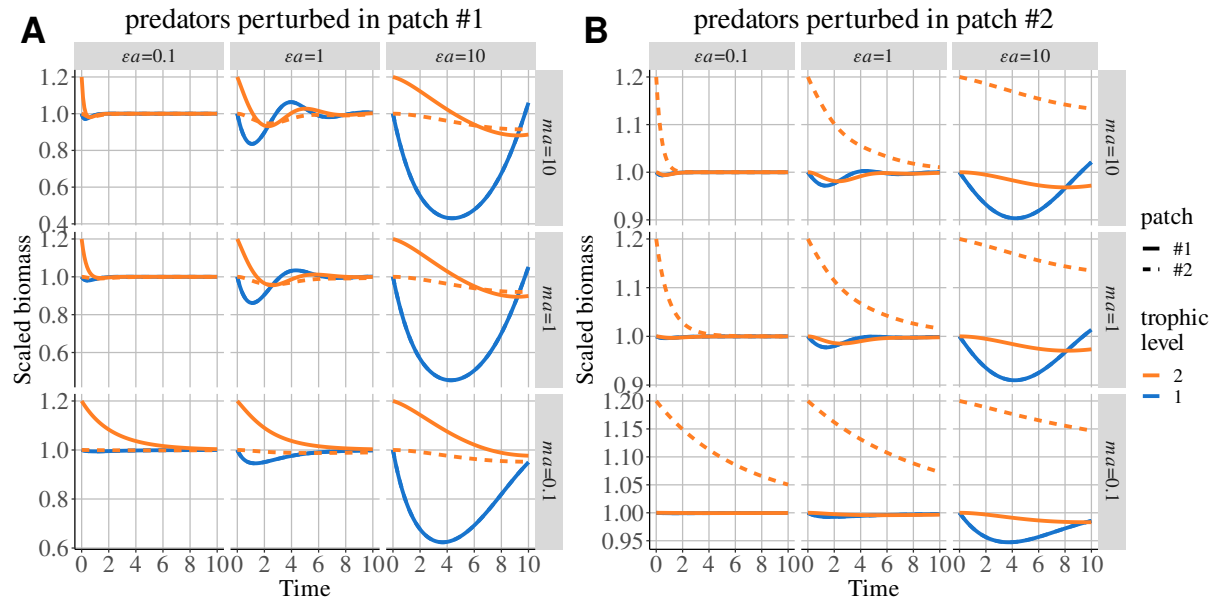 A predators perturbed in patch #1
εa=0.1 εa=1 εa=10
1.2
1.0
0.8
0.6
0.4
ma=10
1.2
1.0
0.8
0.6
ma=1
1.2
1.0
0.8
0.6
ma=0.1
Scaled biomass
0 2 4 6 8 10 0 2 4 6 8 10 0 2 4 6 8 10
Time
B predators perturbed in patch #2
εa=0.1 εa=1 εa=10
1.2
1.1
1.0
0.9
ma=10
1.2
1.1
1.0
0.9
ma=1
1.20
1.15
1.10
1.05
1.00
0.95
ma=0.1
Scaled biomass
0 2 4 6 8 10 0 2 4 6 8 10 0 2 4 6 8 10
Time
patch
#1
#2
trophic
level
2
1